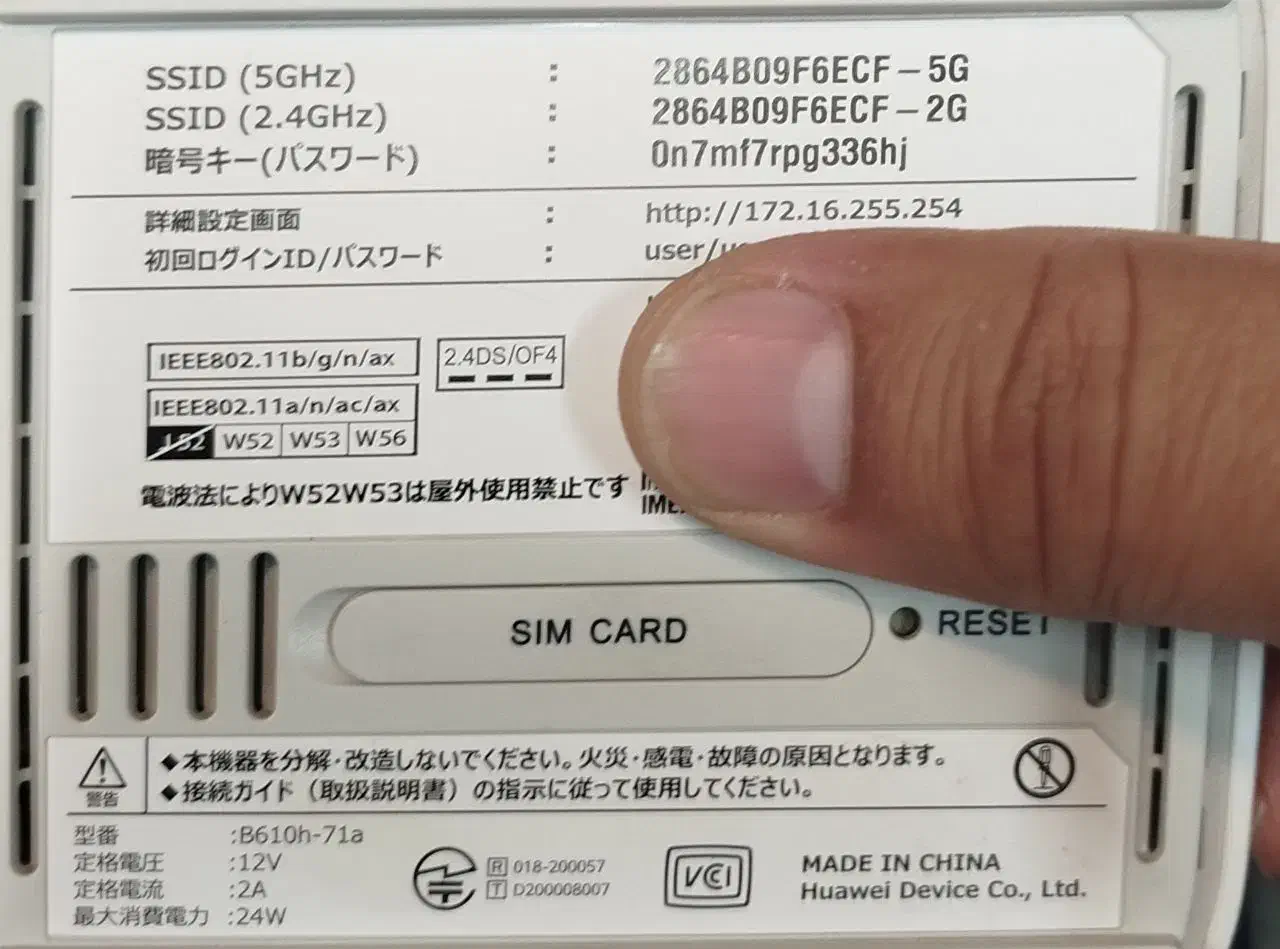 SSID (5GHz) : 2864B09F6ECF-5G
SSID (2.4GHz) : 2864B09F6ECF-2G
暗号キー(パスワード) : 0n7mf7rpg336hj
詳細設定画面 : http://172.16.255.254
初回ログインID/パスワード : user/
IEEE802.11b/g/n/ax 2.4DS/OF4
IEEE802.11a/n/ac/ax
J52 W52 W53 W56
電波法によりW52W53は屋外使用禁止です
SIM CARD RESET
◆本機器を分解・改造しないでください。火災・感電・故障の原因となります。
警告 ◆接続ガイド(取扱説明書)の指示に従って使用してください。
型番 :B610h-71a
定格電圧 :12V
定格電流 :2A
最大消費電力 :24W
R 018-200057
T D200008007
VCCI
MADE IN CHINA
Huawei Device Co., Ltd.